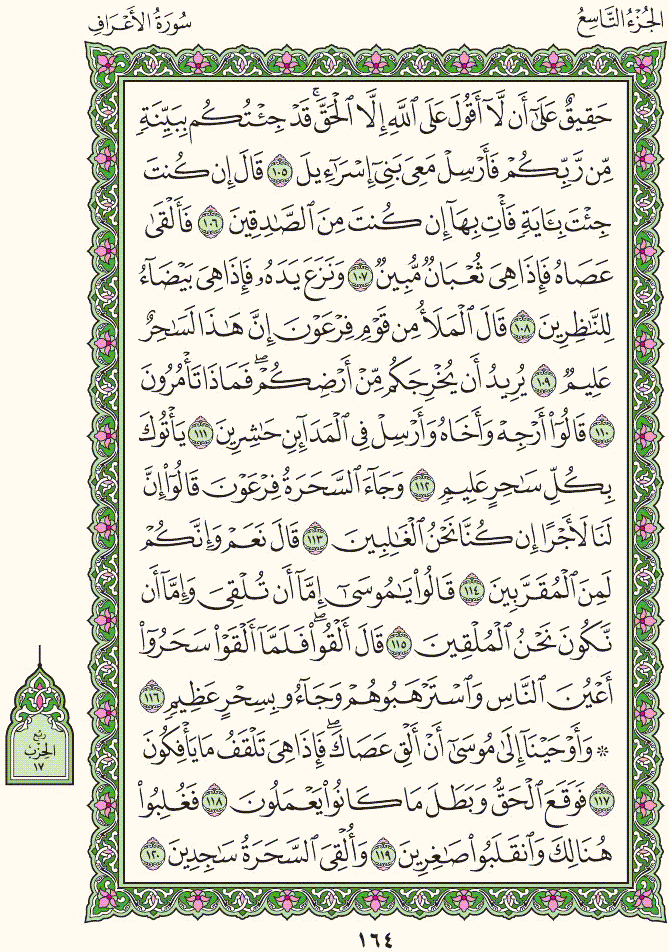 الجُزْءُ التَّاسِعُ
سُورَةُ الأَعْرَافِ
حَقِيقٌ عَلَىٰٓ أَن لَّآ أَقُولَ عَلَى ٱللَّهِ إِلَّا ٱلْحَقَّۚ قَدْ جِئْتُكُم بِبَيِّنَةٖ
مِّن رَّبِّكُمْ فَأَرْسِلْ مَعِيَ بَنِيٓ إِسْرَٰٓءِيلَ ١٠٥ قَالَ إِن كُنتَ
جِئْتَ بِـَٔايَةٖ فَأْتِ بِهَآ إِن كُنتَ مِنَ ٱلصَّٰدِقِينَ ١٠٦ فَأَلْقَىٰ
عَصَاهُ فَإِذَا هِيَ ثُعْبَانٌ مُّبِينٌ ١٠٧ وَنَزَعَ يَدَهُۥ فَإِذَا هِيَ بَيْضَآءُ
لِلنَّٰظِرِينَ ١٠٨ قَالَ ٱلْمَلَأُ مِن قَوْمِ فِرْعَوْنَ إِنَّ هَٰذَا لَسَٰحِرٌ
عَلِيمٌ ١٠٩ يُرِيدُ أَن يُخْرِجَكُم مِّنْ أَرْضِكُمْۖ فَمَاذَا تَأْمُرُونَ
١١٠ قَالُوٓاْ أَرْجِهْ وَأَخَاهُ وَأَرْسِلْ فِي ٱلْمَدَآئِنِ حَٰشِرِينَ ١١١ يَأْتُوكَ
بِكُلِّ سَٰحِرٍ عَلِيمٖ ١١٢ وَجَآءَ ٱلسَّحَرَةُ فِرْعَوْنَ قَالُوٓاْ إِنَّ
لَنَا لَأَجْرًا إِن كُنَّا نَحْنُ ٱلْغَٰلِبِينَ ١١٣ قَالَ نَعَمْ وَإِنَّكُمْ
لَمِنَ ٱلْمُقَرَّبِينَ ١١٤ قَالُواْ يَٰمُوسَىٰٓ إِمَّآ أَن تُلْقِيَ وَإِمَّآ أَن
نَّكُونَ نَحْنُ ٱلْمُلْقِينَ ١١٥ قَالَ أَلْقُواْۖ فَلَمَّآ أَلْقَوْاْ سَحَرُوٓاْ
أَعْيُنَ ٱلنَّاسِ وَٱسْتَرْهَبُوهُمْ وَجَآءُو بِسِحْرٍ عَظِيمٖ ١١٦
۞ وَأَوْحَيْنَآ إِلَىٰ مُوسَىٰٓ أَنْ أَلْقِ عَصَاكَۖ فَإِذَا هِيَ تَلْقَفُ مَا يَأْفِكُونَ
١١٧ فَوَقَعَ ٱلْحَقُّ وَبَطَلَ مَا كَانُواْ يَعْمَلُونَ ١١٨ فَغُلِبُواْ
هُنَالِكَ وَٱنقَلَبُواْ صَٰغِرِينَ ١١٩ وَأُلْقِيَ ٱلسَّحَرَةُ سَٰجِدِينَ ١٢٠
رُبْعُ
الحِزْبِ
١٧
١٦٤